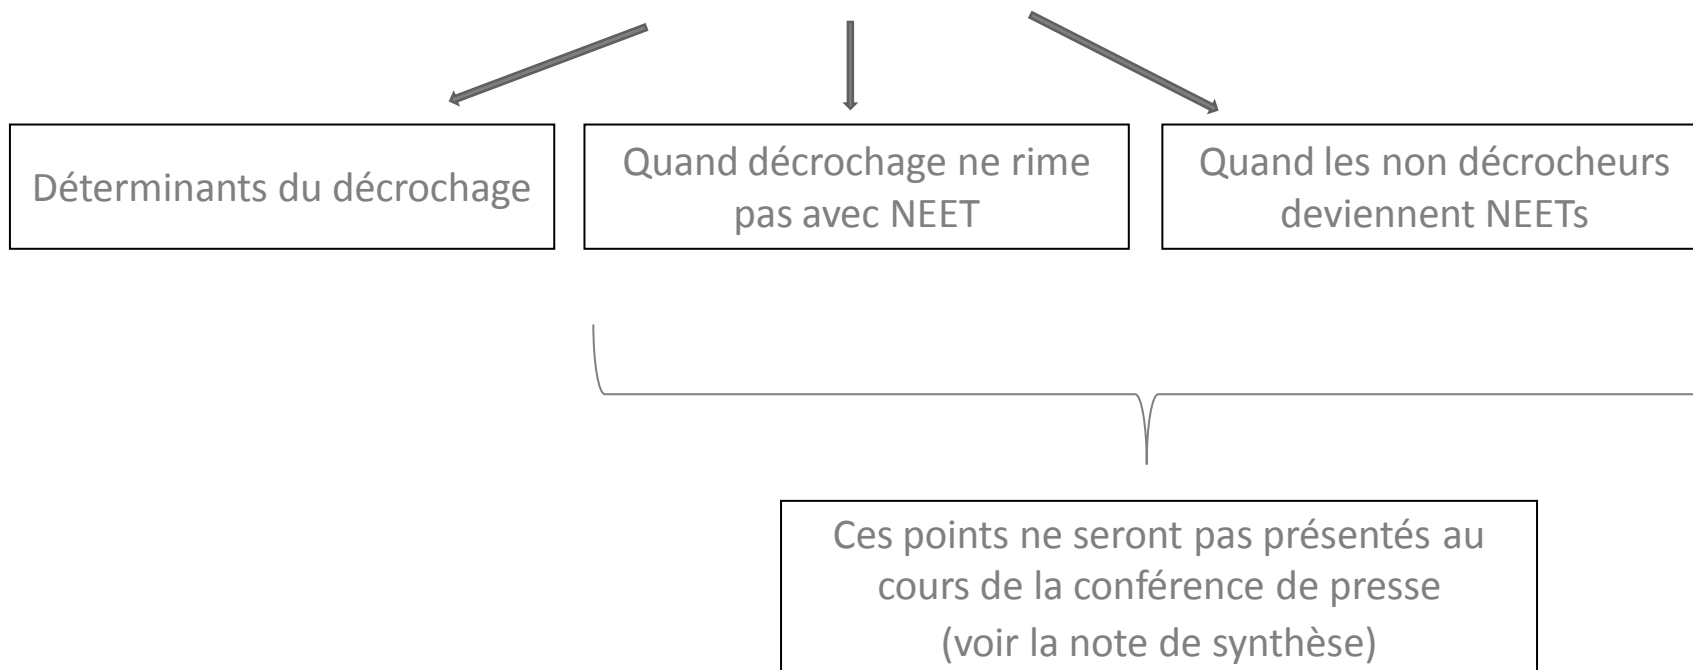 Déterminants du décrochage
Quand décrochage ne rime
pas avec NEET
Quand les non décrocheurs
deviennent NEETs
Ces points ne seront pas présentés au
cours de la conférence de presse
(voir la note de synthèse)